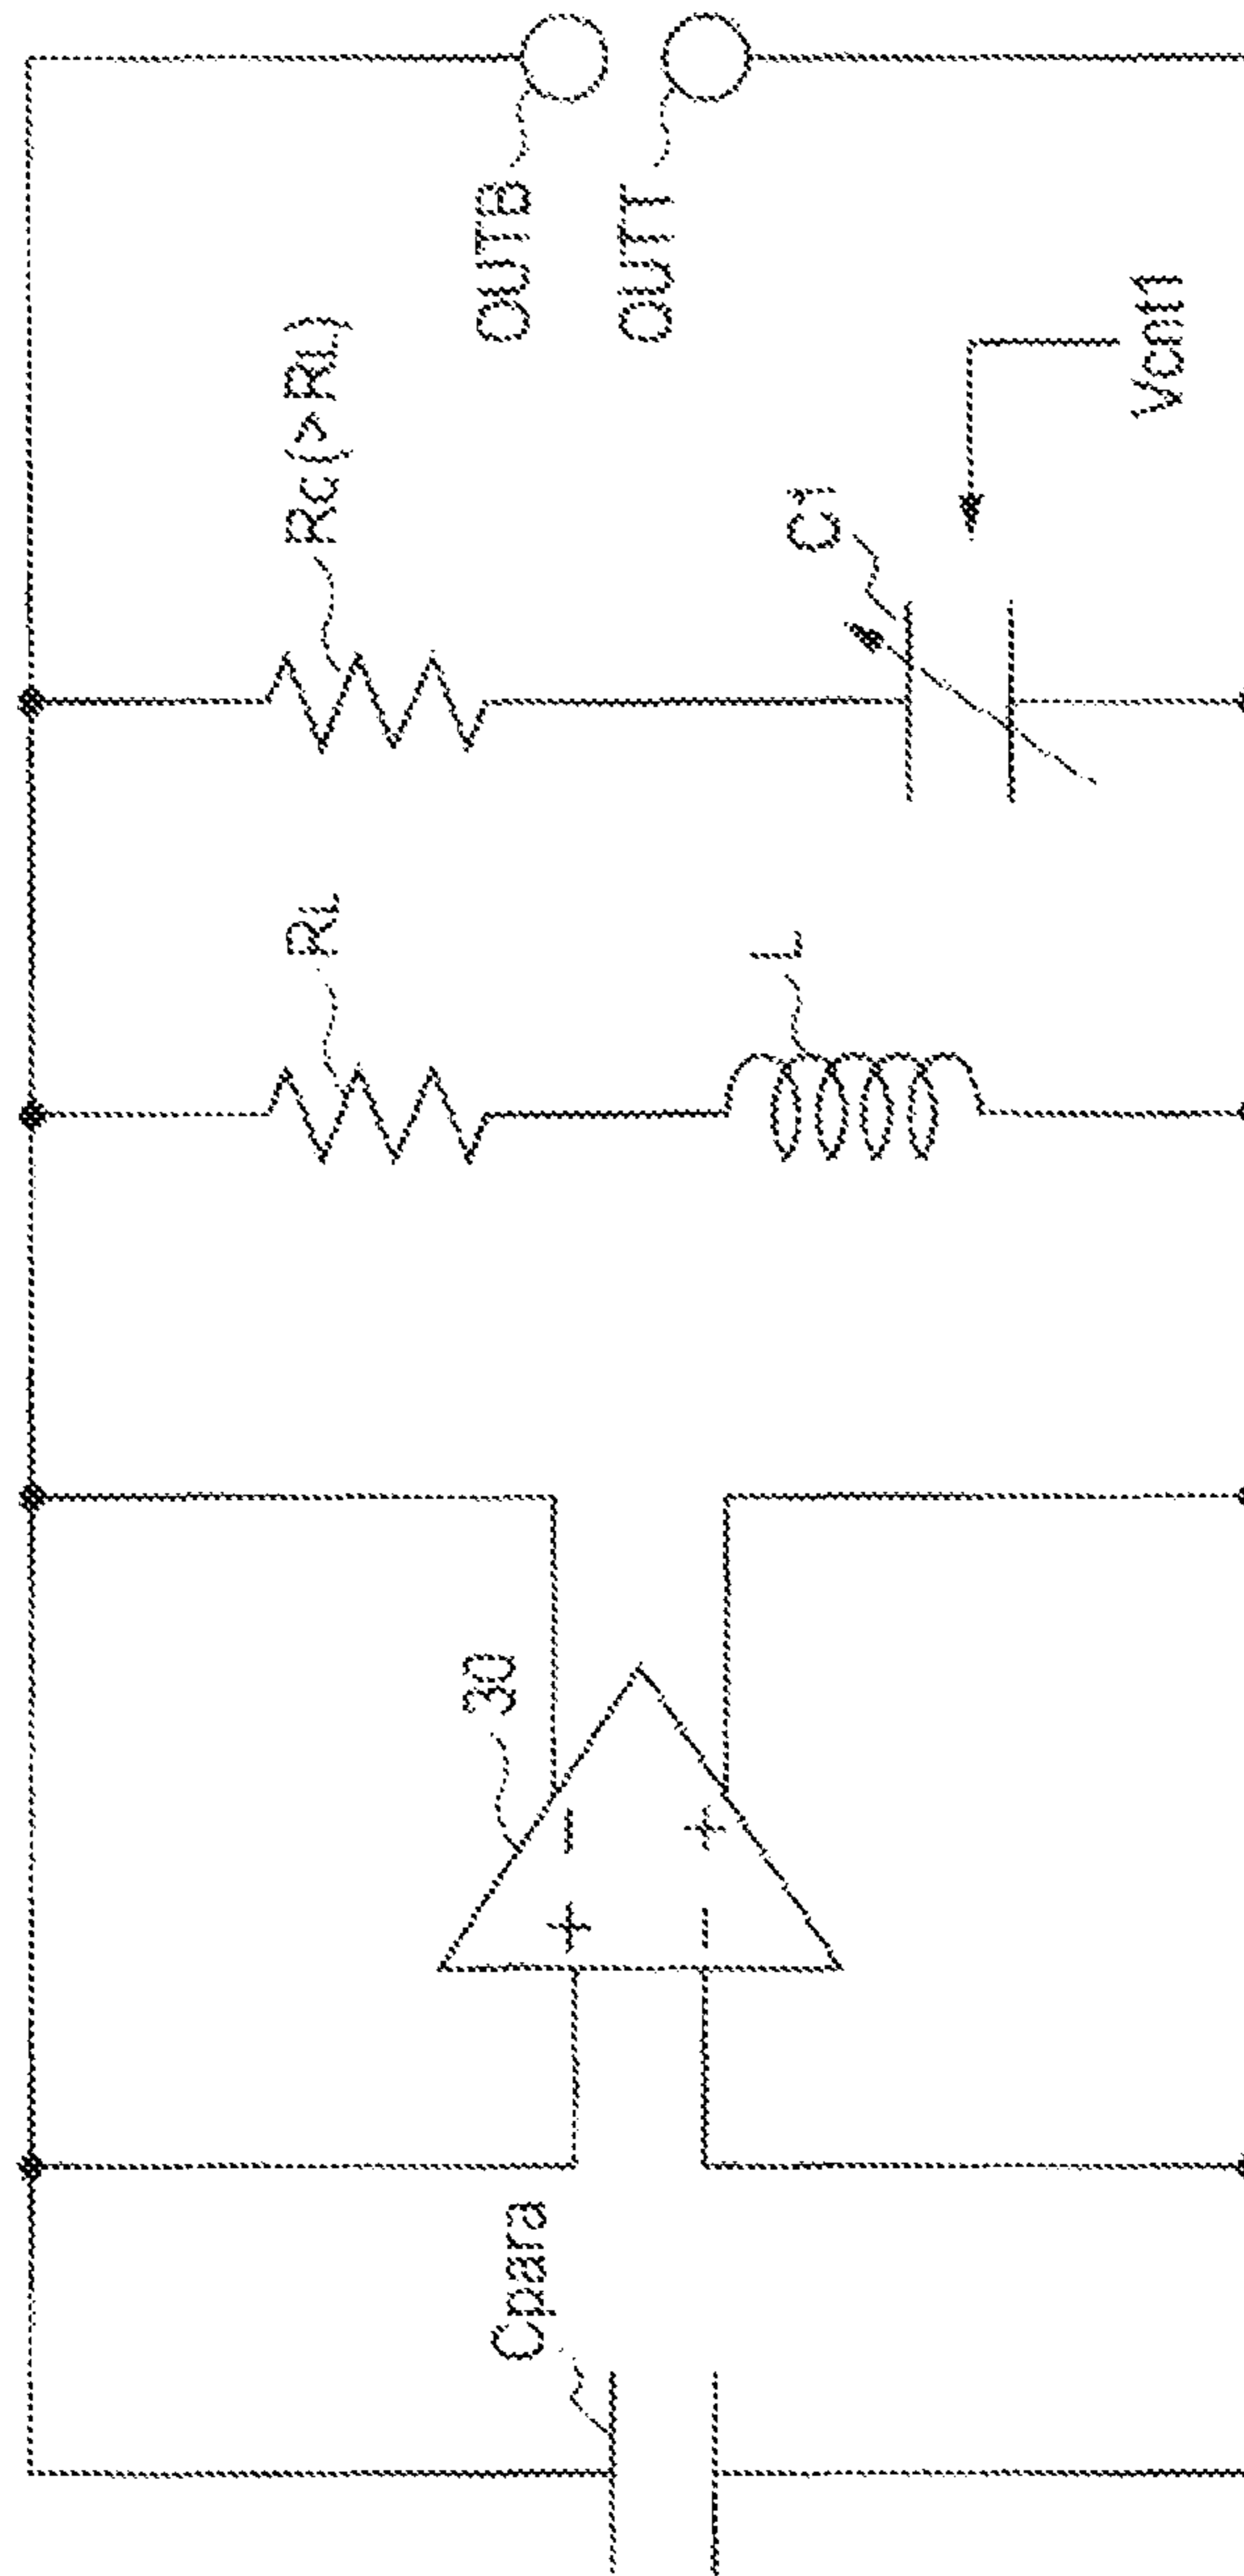 OUTB
OUTT
Rc(>RL)
Vcnt1
C1
RL
L
30
+ −
− +
Cpara